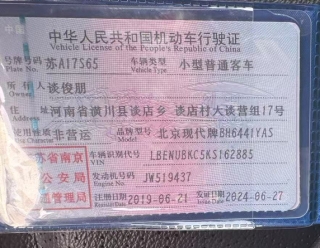 中华人民共和国机动车行驶证
Vehicle License of the People's Republic of China
号牌号码 苏A17S65 车辆类型 小型普通客车
Plate No. Vehicle Type
所有人 谈俊朋
Owner
住址 河南省潢川县谈店乡 谈店村大谈营组17号
Address
使用性质 非营运 品牌型号 北京现代牌BH6441YAS
Use Character Model
江苏省南京 车辆识别代号 LBENUBKC5KS162885
市公安局 VIN
交通管理局 发动机号码 JW519437
Engine No.
注册日期 2019-06-21 发证日期 2024-06-27
Register Date Issue Date